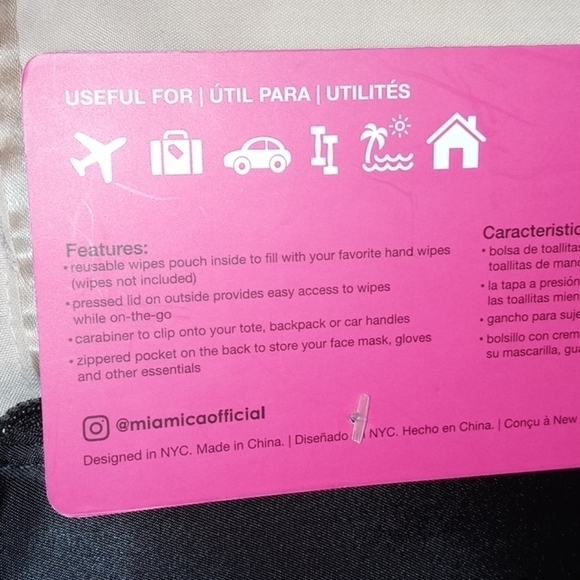 USEFUL FOR | ÚTIL PARA | UTILITÉS
Features:
• reusable wipes pouch inside to fill with your favorite hand wipes
(wipes not included)
• pressed lid on outside provides easy access to wipes
while on-the-go
• carabiner to clip onto your tote, backpack or car handles
• zippered pocket on the back to store your face mask, gloves
and other essentials
@miamicaofficial
Designed in NYC. Made in China. | Diseñado NYC. Hecho en China. | Conçu à New
Caracteristic
• bolsa de toallitas
toallitas de mano
• la tapa a presión
las toallitas mien
• gancho para suje
• bolsillo con crem
su mascarilla, gua